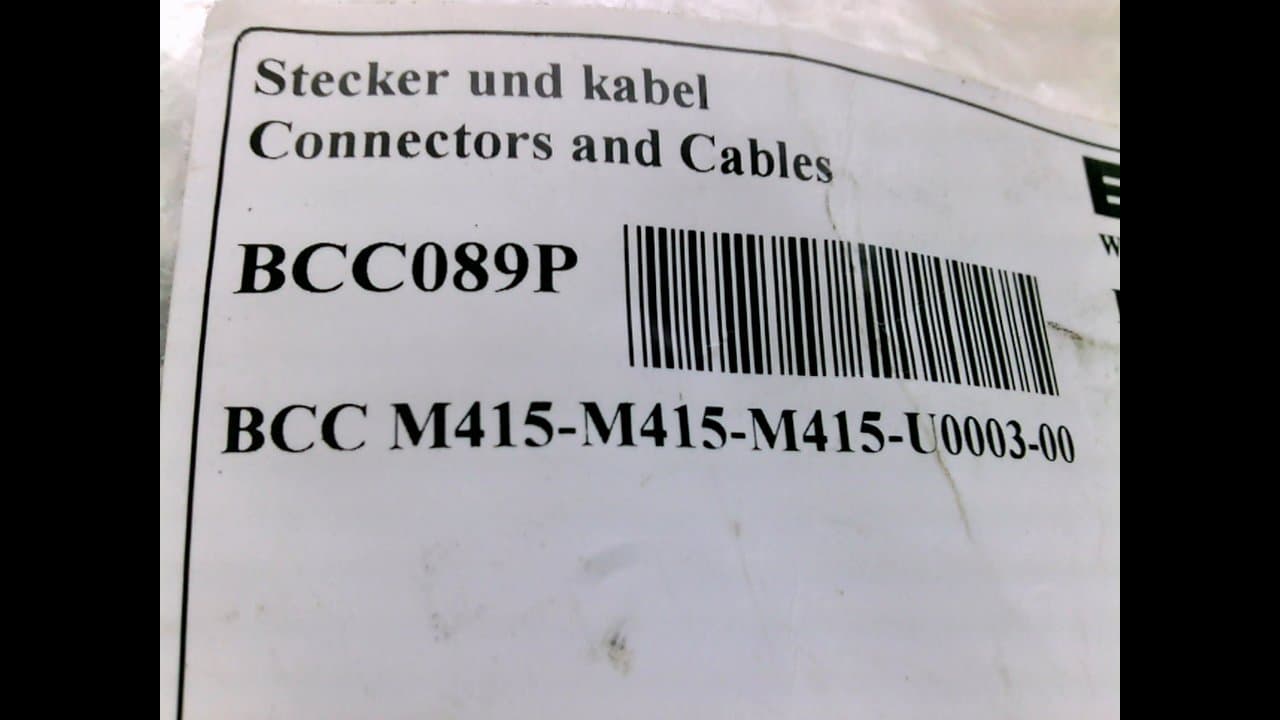 Stecker und kabel
Connectors and Cables
BCC089P
BCC M415-M415-M415-U0003-00